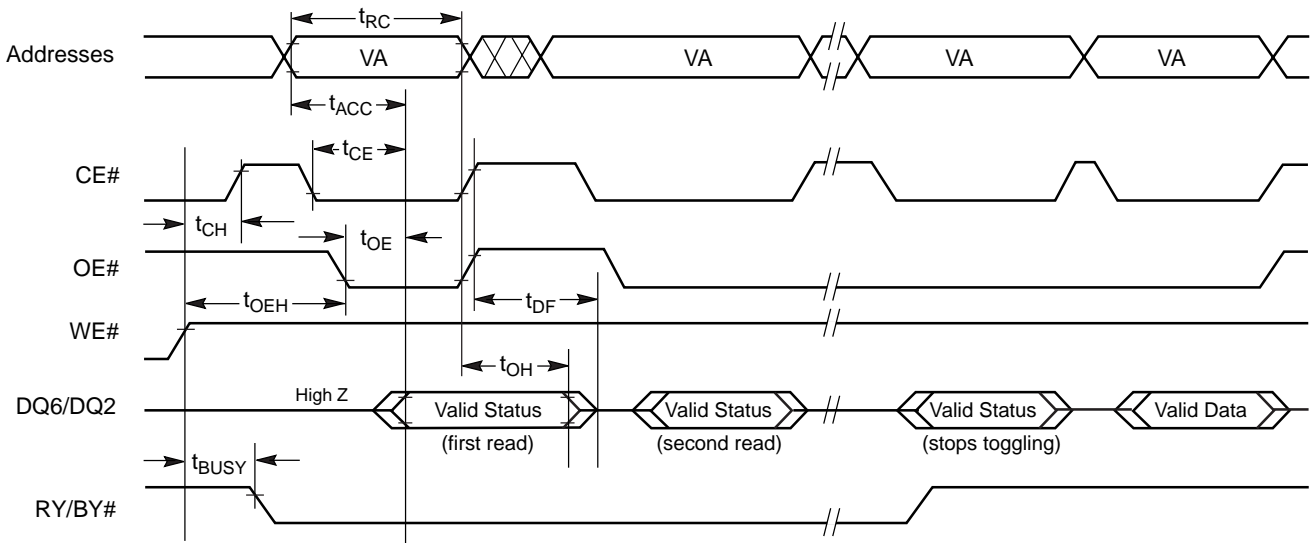 tRC
Addresses VA VA VA VA
tACC
tCE
CE#
tCH
tOE
OE#
tOEH tDF
WE#
tOH
High Z
DQ6/DQ2 Valid Status Valid Status Valid Status Valid Data
(first read) (second read) (stops toggling)
tBUSY
RY/BY#